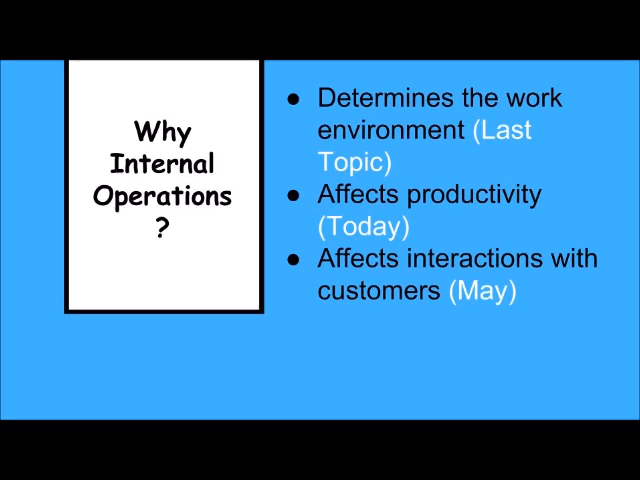 Why
Internal
Operations
?
● Determines the work
environment (Last
Topic)
● Affects productivity
(Today)
● Affects interactions with
customers (May)